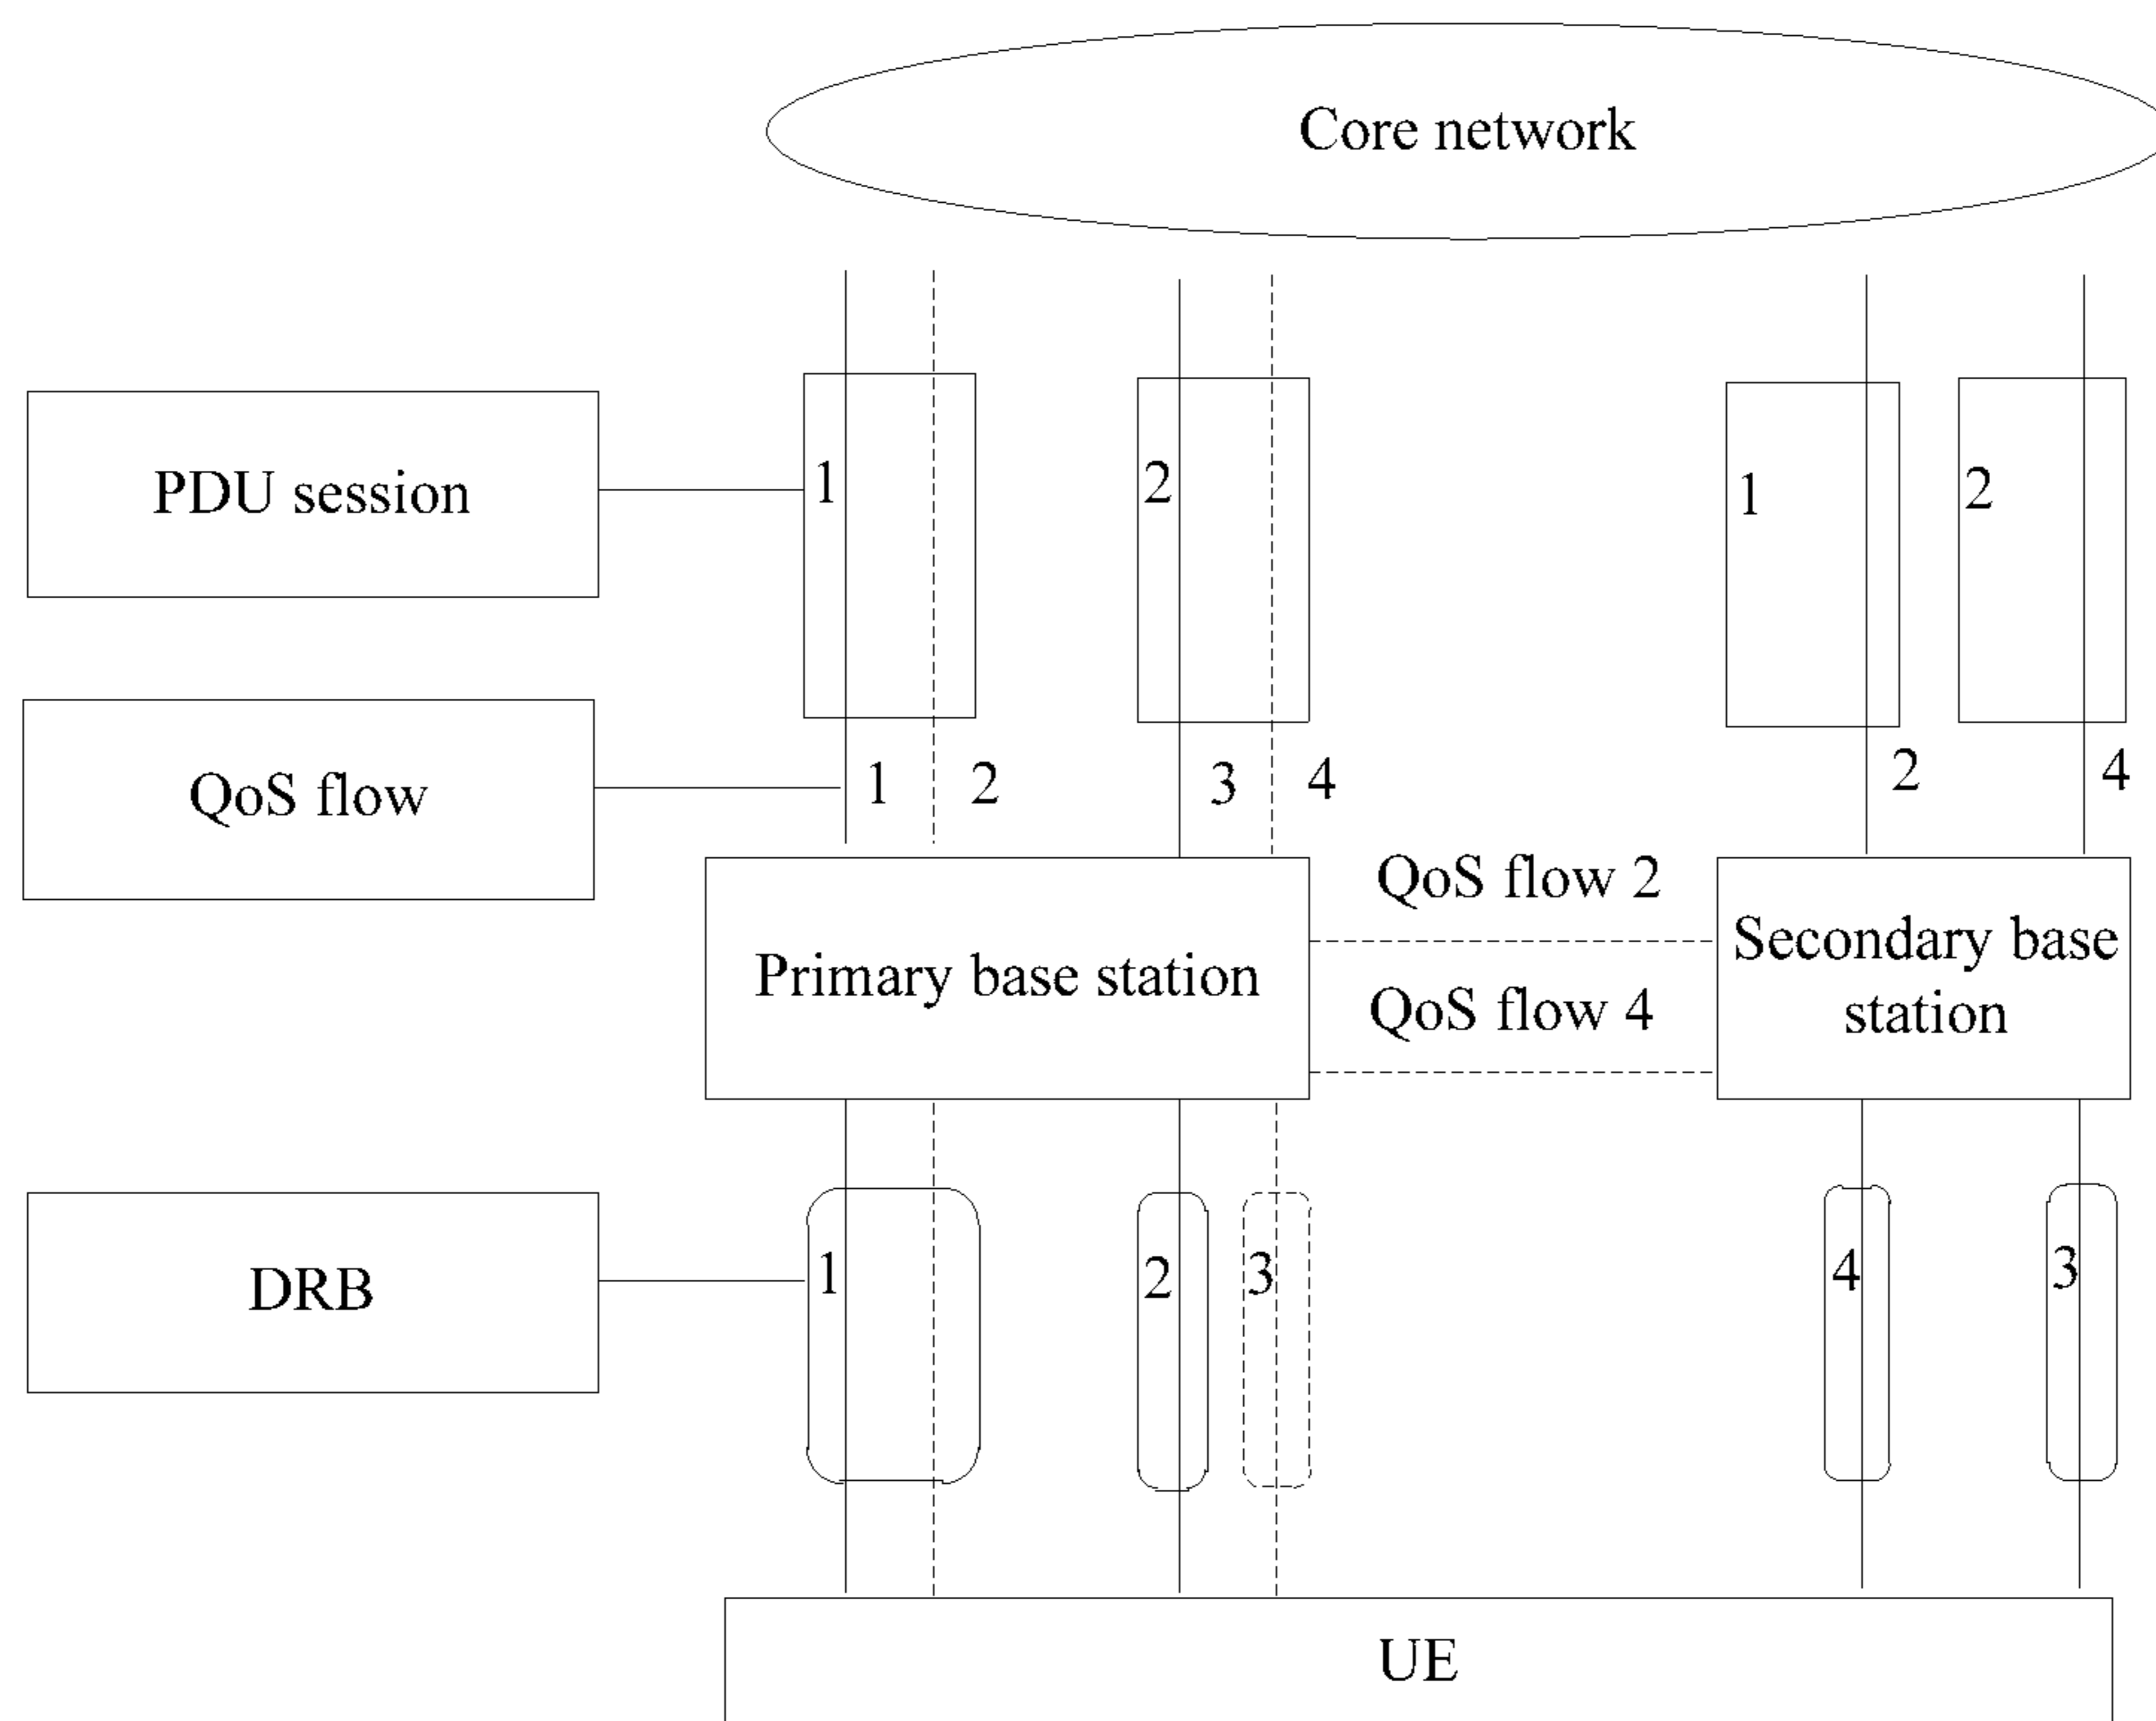 Core network
PDU session
1
2
1
2
QoS flow
1
2
3
4
2
4
QoS flow 2
QoS flow 4
Primary base station
Secondary base
station
DRB
1
2
3
4
3
UE